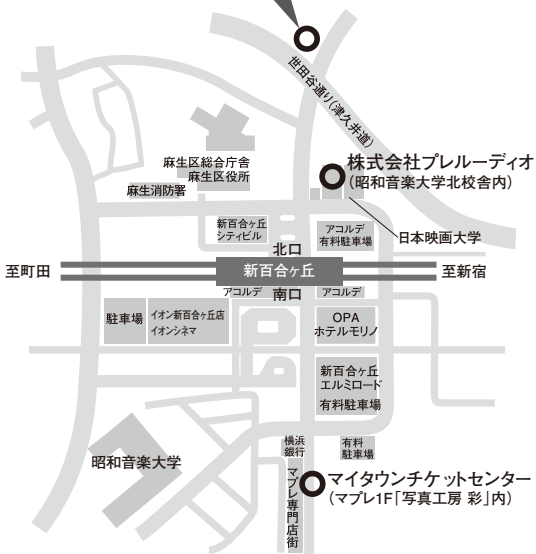 世田谷通り(津久井道)
麻生区総合庁舎
麻生区役所
麻生消防署
株式会社プレルーディオ
(昭和音楽大学北校舎内)
新百合ヶ丘
シティビル
アコルデ
有料駐車場
日本映画大学
北口
至町田
新百合ヶ丘
至新宿
アコルデ
南口
アコルデ
駐車場
イオン新百合ヶ丘店
イオンシネマ
OPA
ホテルモリノ
新百合ヶ丘
エルミロード
有料駐車場
昭和音楽大学
横浜
銀行
有料
駐車場
マプレ専門店街
マイタウンチケットセンター
(マプレ1F「写真工房 彩」内)